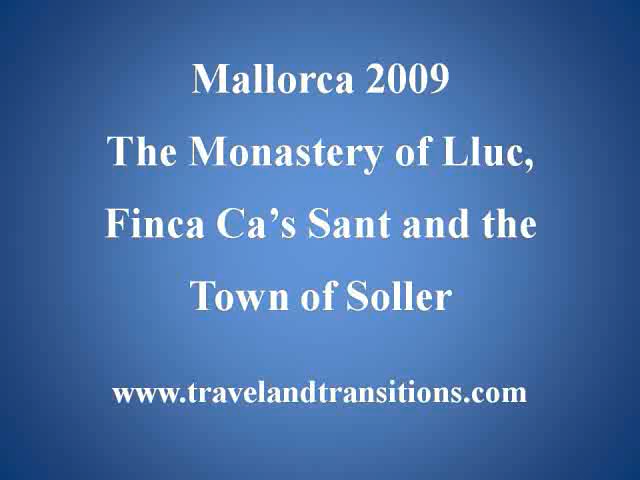 Mallorca 2009
The Monastery of Lluc,
Finca Ca’s Sant and the
Town of Soller
www.travelandtransitions.com